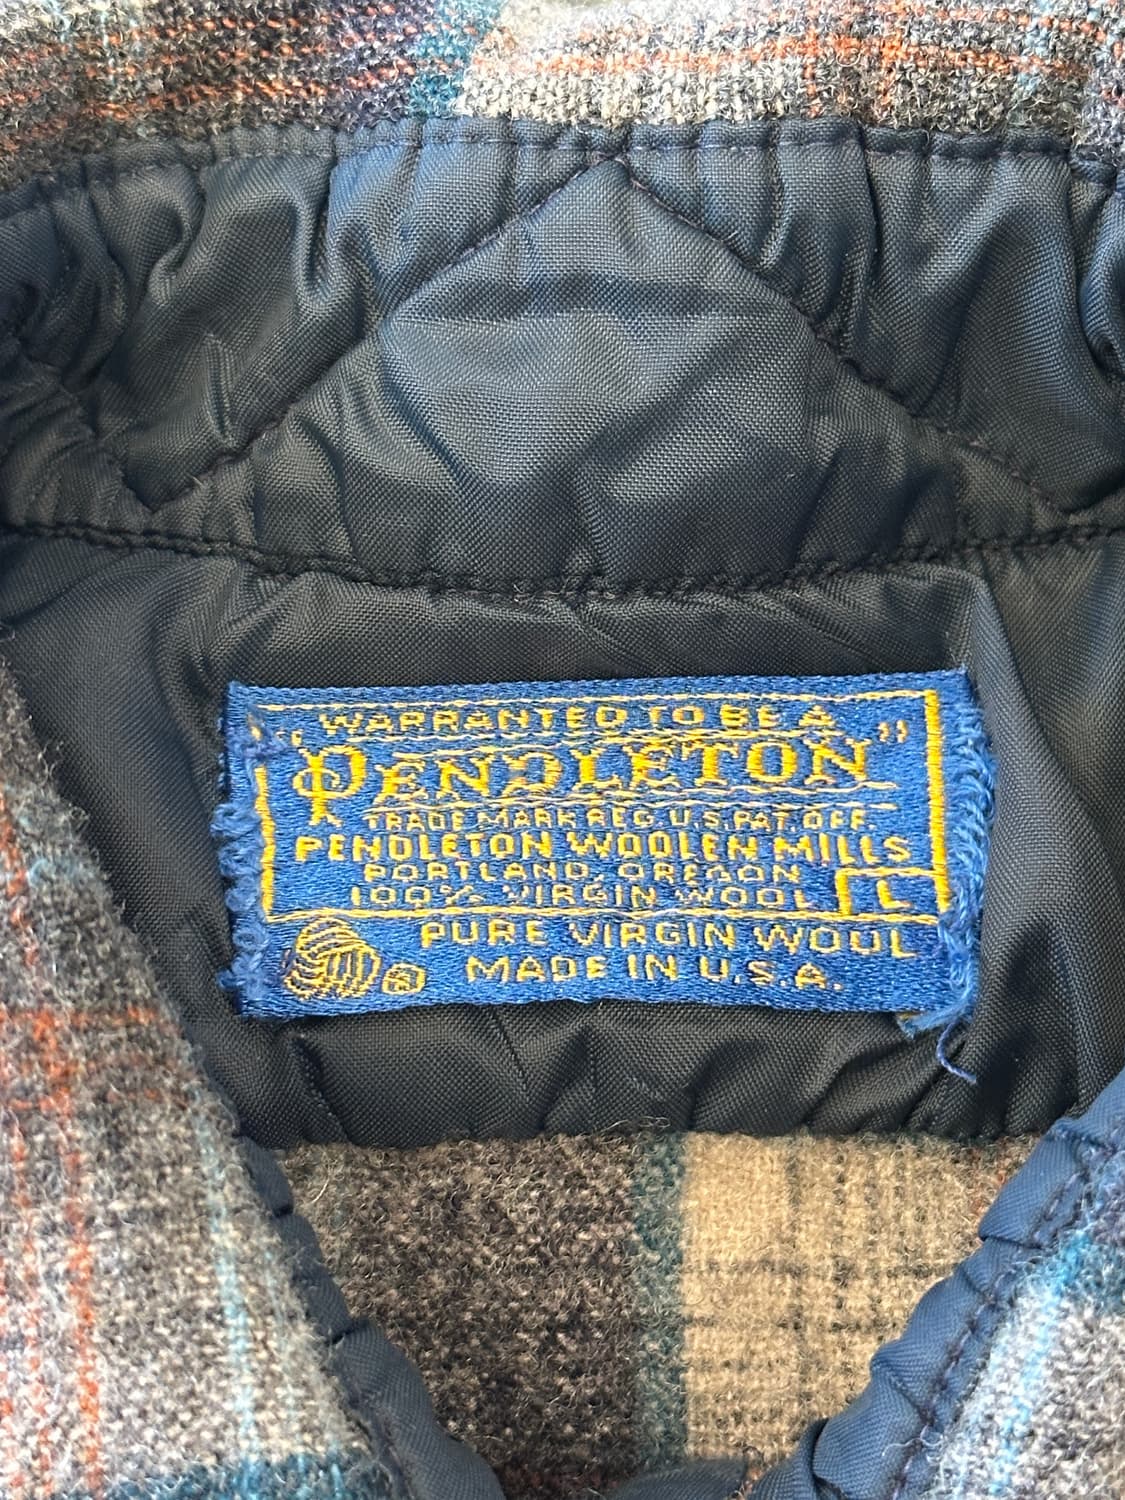 WARRANTED TO BE A
"PENDLETON"
TRADE MARK REG. U.S. PAT. OFF.
PENDLETON WOOLEN MILLS
PORTLAND, OREGON
100% VIRGIN WOOL L
PURE VIRGIN WOOL
MADE IN U.S.A.